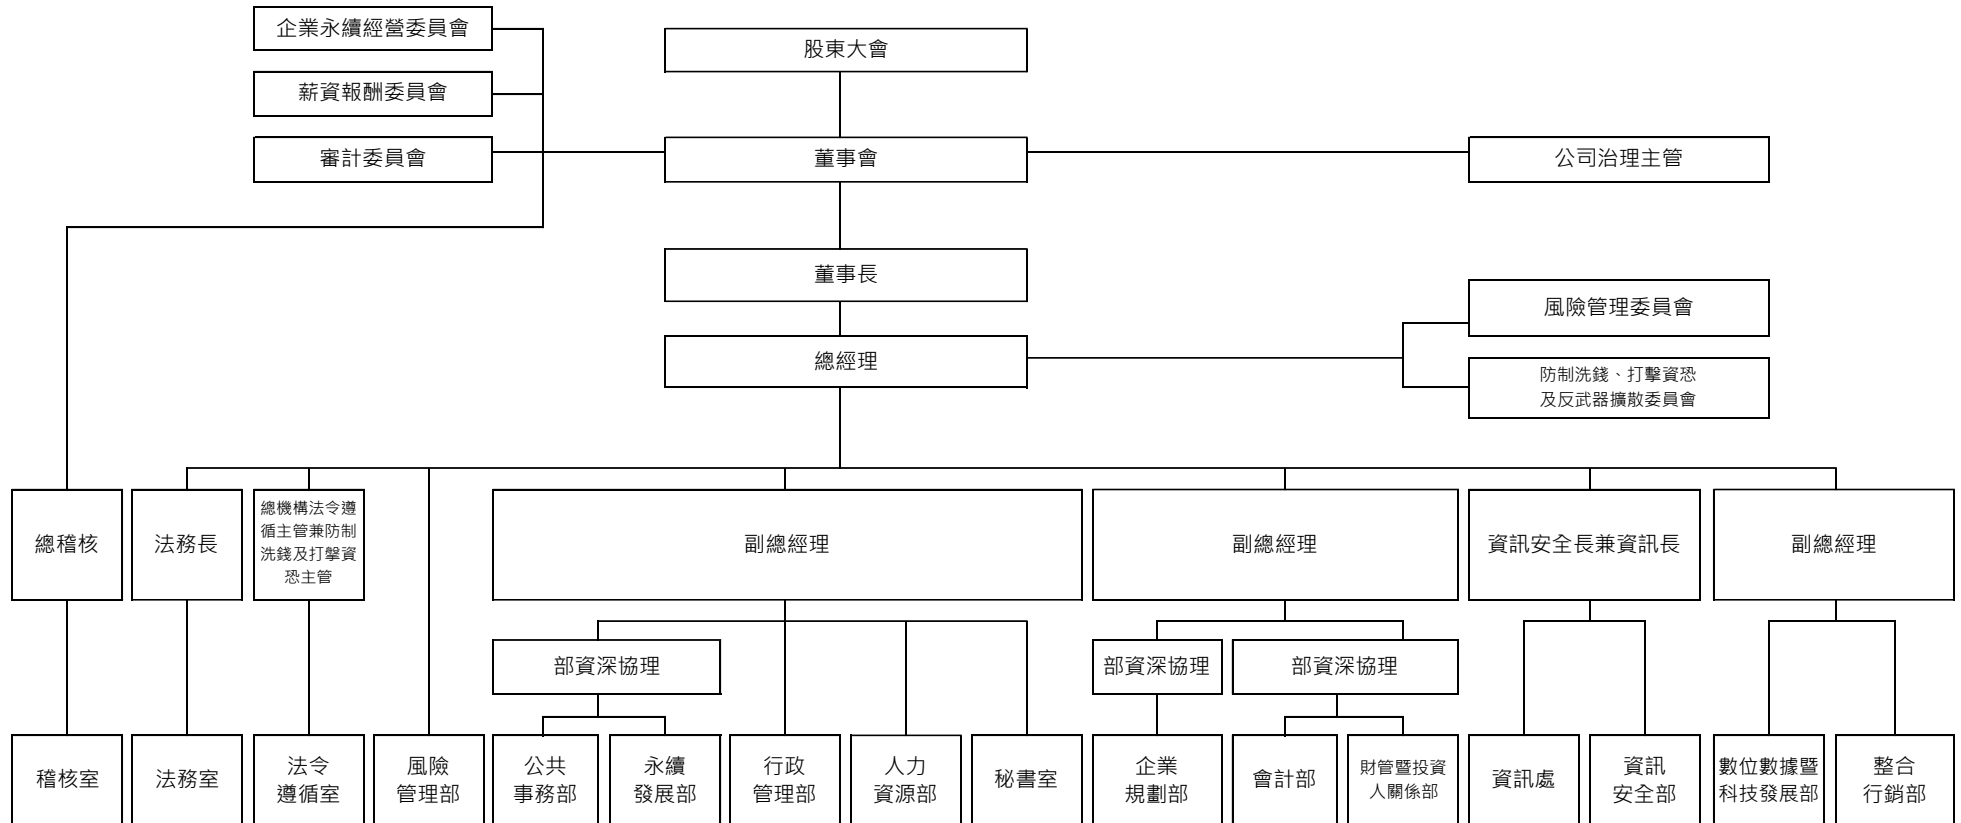 企業永續經營委員會
股東大會
薪資報酬委員會
審計委員會
董事會
公司治理主管
董事長
風險管理委員會
總經理
防制洗錢、打擊資恐
及反武器擴散委員會
總稽核
法務長
總機構法令遵
循主管兼防制
洗錢及打擊資
恐主管
副總經理
副總經理
資訊安全長兼資訊長
副總經理
部資深協理
部資深協理
部資深協理
稽核室
法務室
法令
遵循室
風險
管理部
公共
事務部
永續
發展部
行政
管理部
人力
資源部
秘書室
企業
規劃部
會計部
財管暨投資
人關係部
資訊處
資訊
安全部
數位數據暨
科技發展部
整合
行銷部